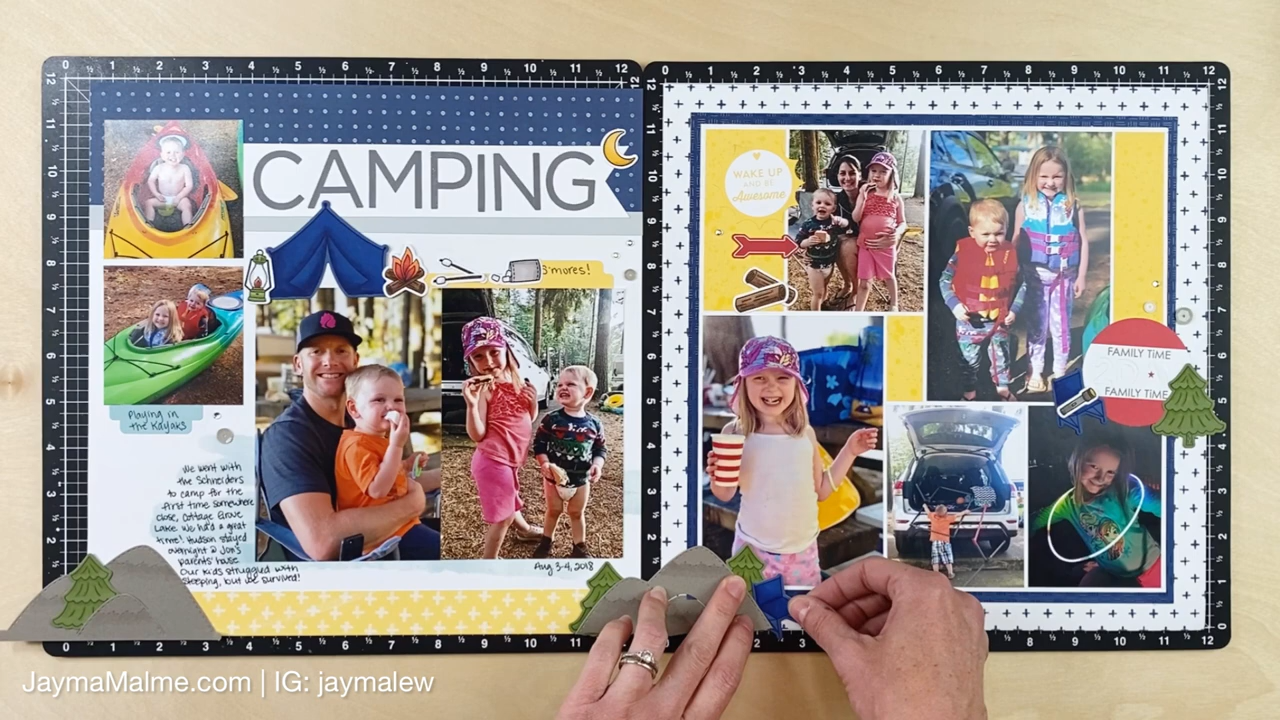 CAMPING
S'mores!
Playing in
the Kayaks
We went with
the Schnerders
to camp for the
first time somewhere
close, Cottage Grove
Lake. We had a great
time! Hudson stayed
overnight @ Jon's
parents' house.
Our kids struggled with
sleeping, but we survived!
Aug 3-4, 2018
WAKE UP
AND BE
Awesome
FAMILY TIME
FAMILY TIME
JaymaMalme.com | IG: jaymalew